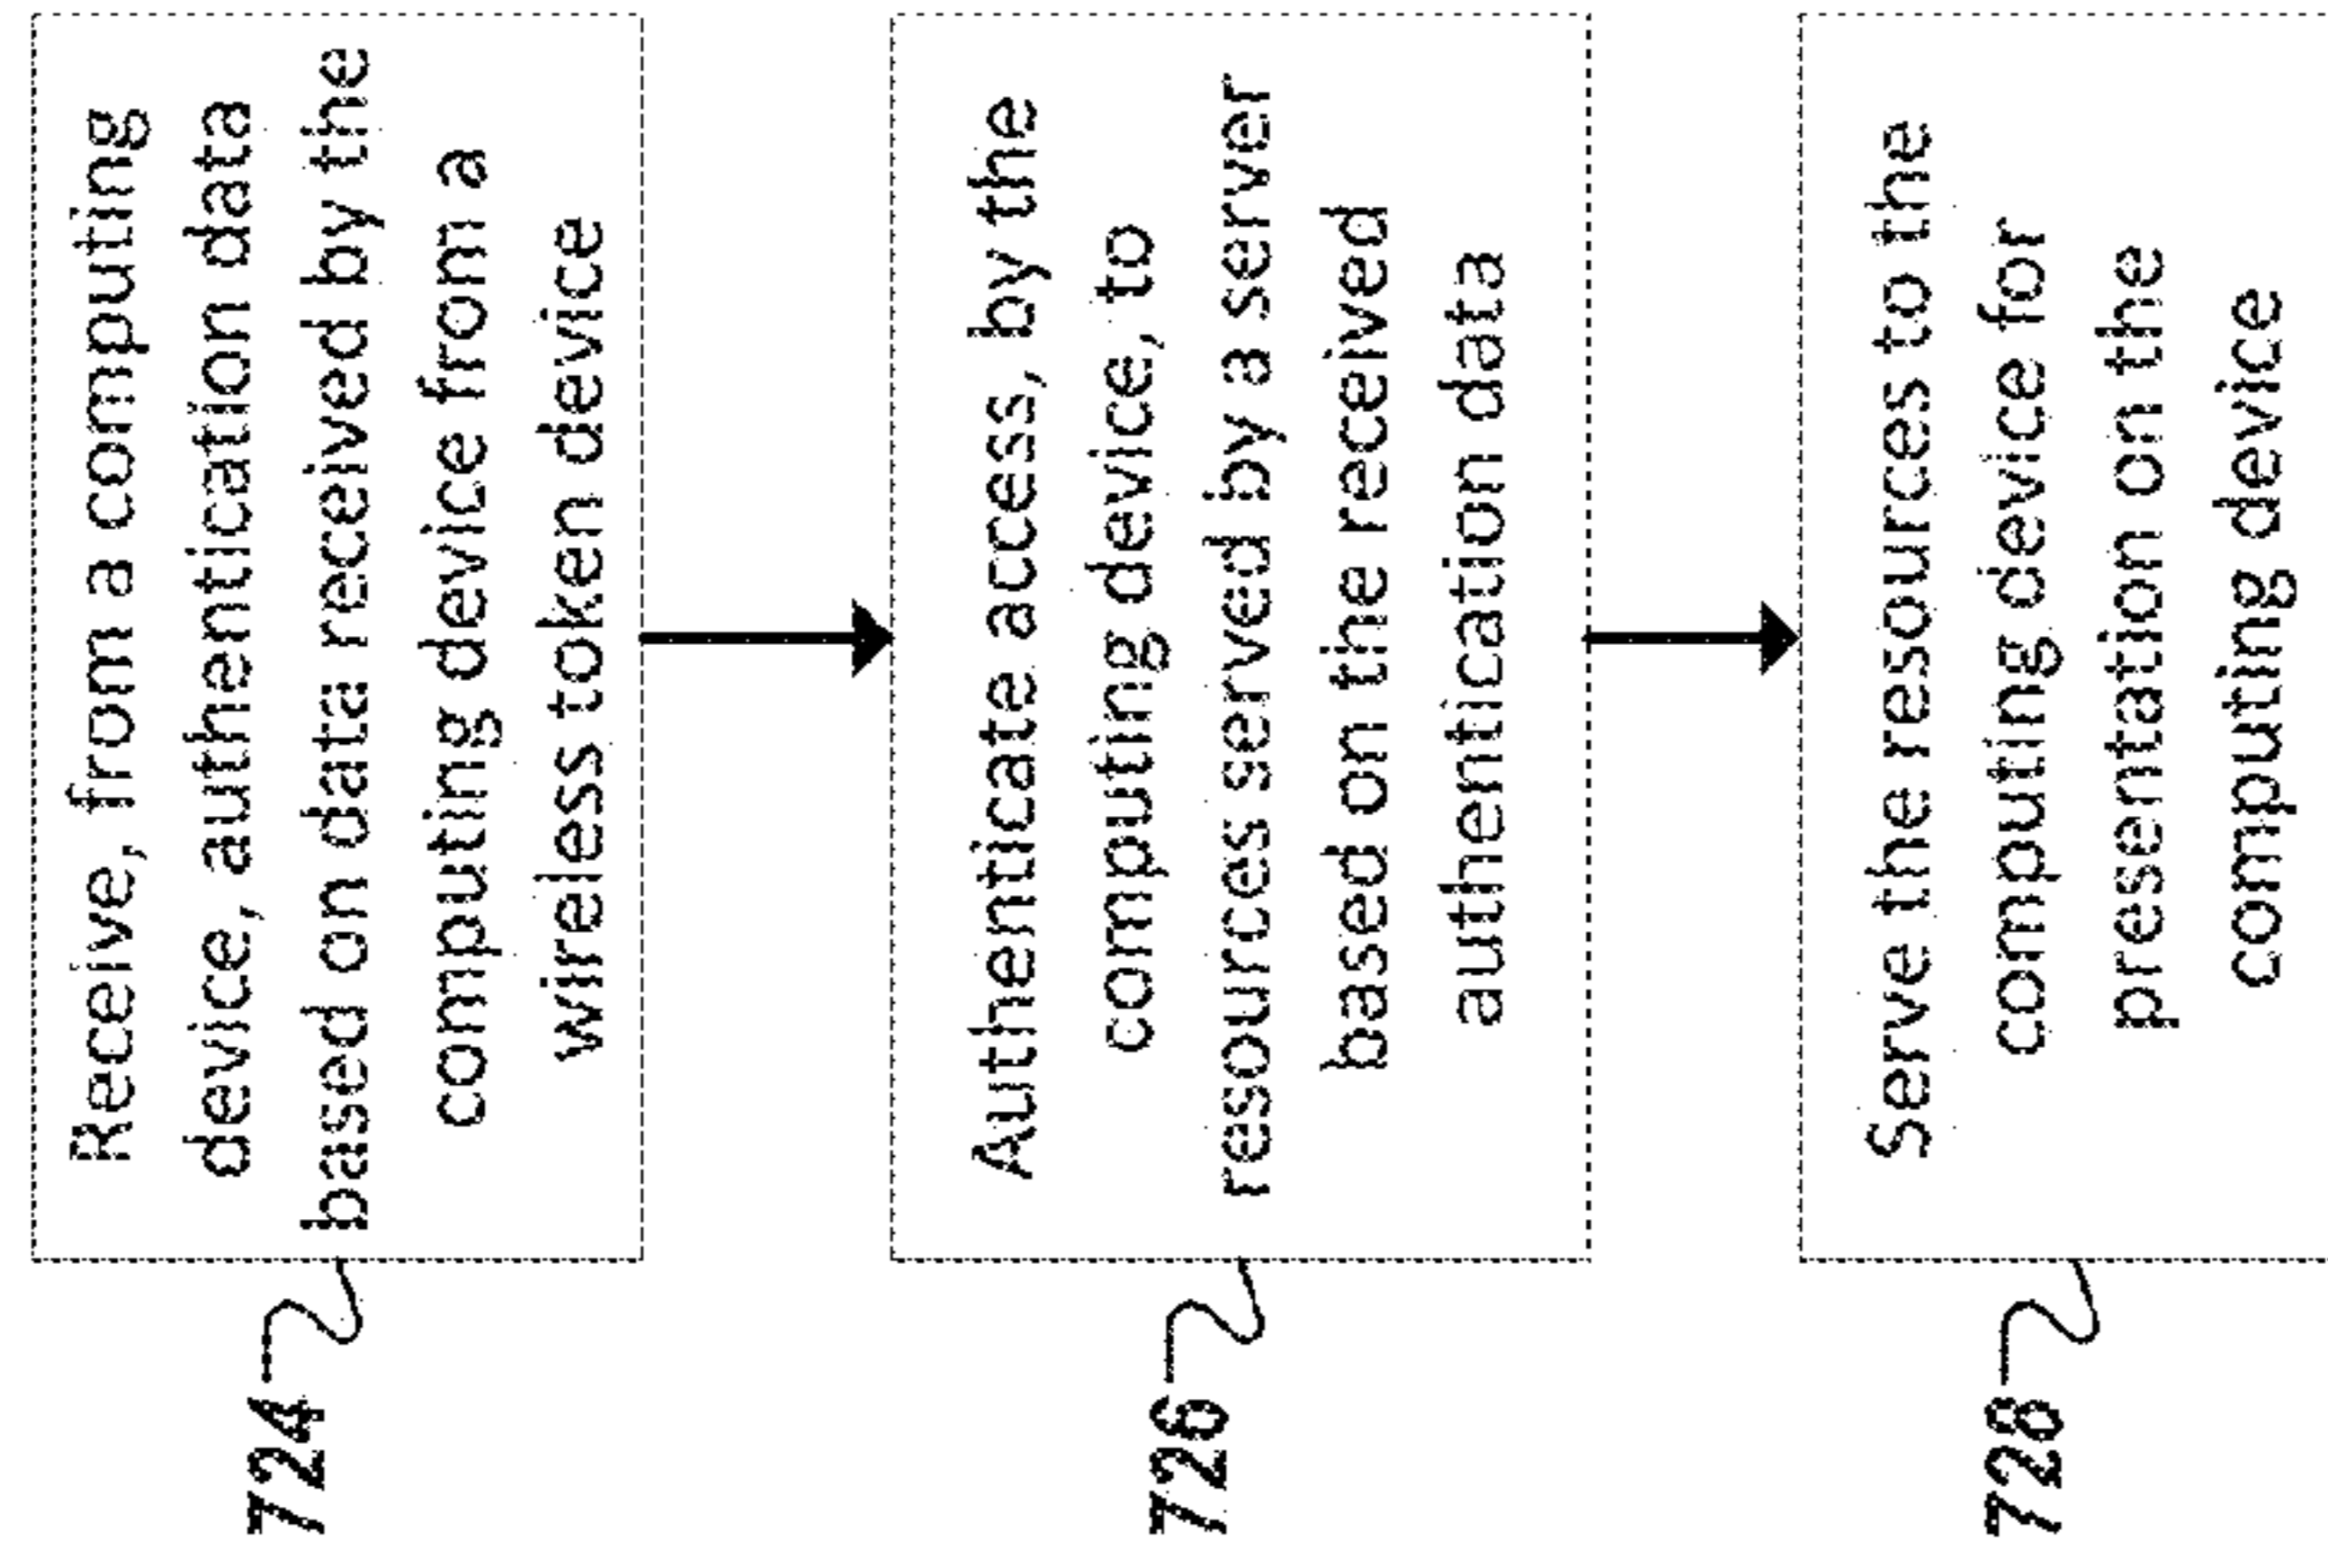 724
Receive, from a computing
device, authentication data
based on data received by the
computing device from a
wireless token device
726
Authenticate access, by the
computing device, to
resources served by a server
based on the received
authentication data
728
Serve the resources to the
computing device for
presentation on the
computing device